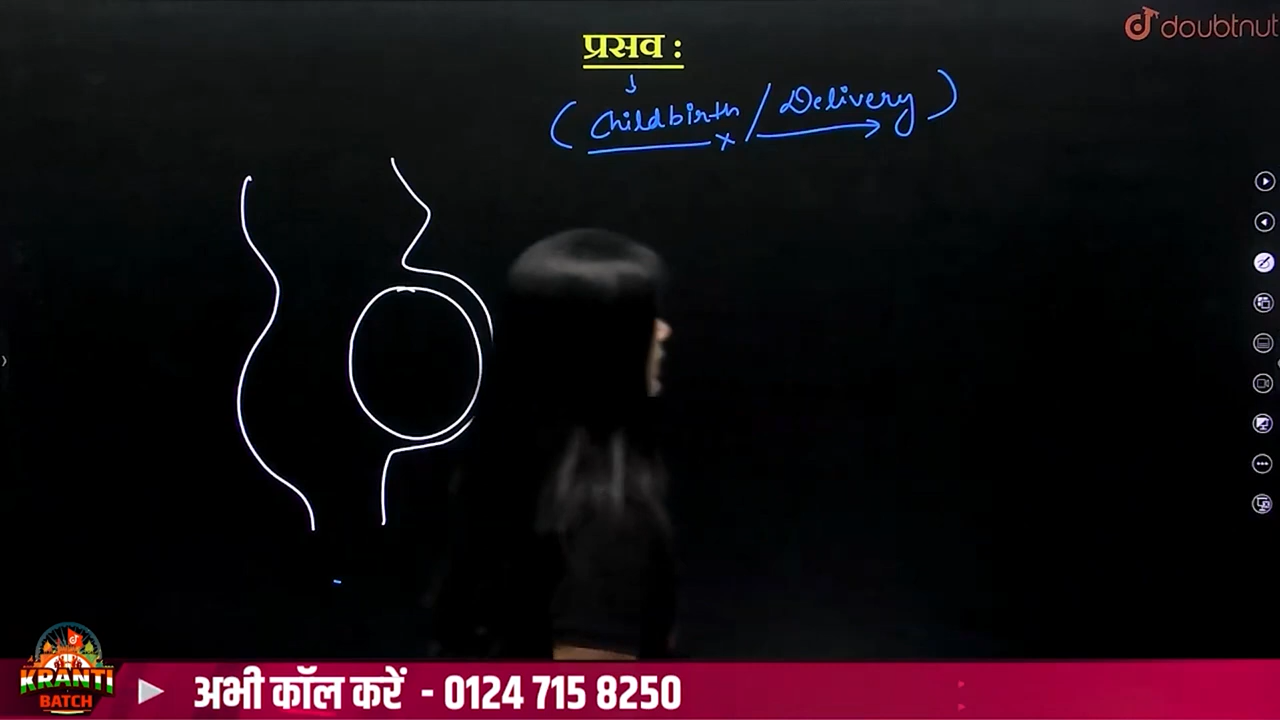 doubtnut
प्रसव :
( Childbirth / Delivery )
KRANTI
BATCH
अभी कॉल करें - 0124 715 8250